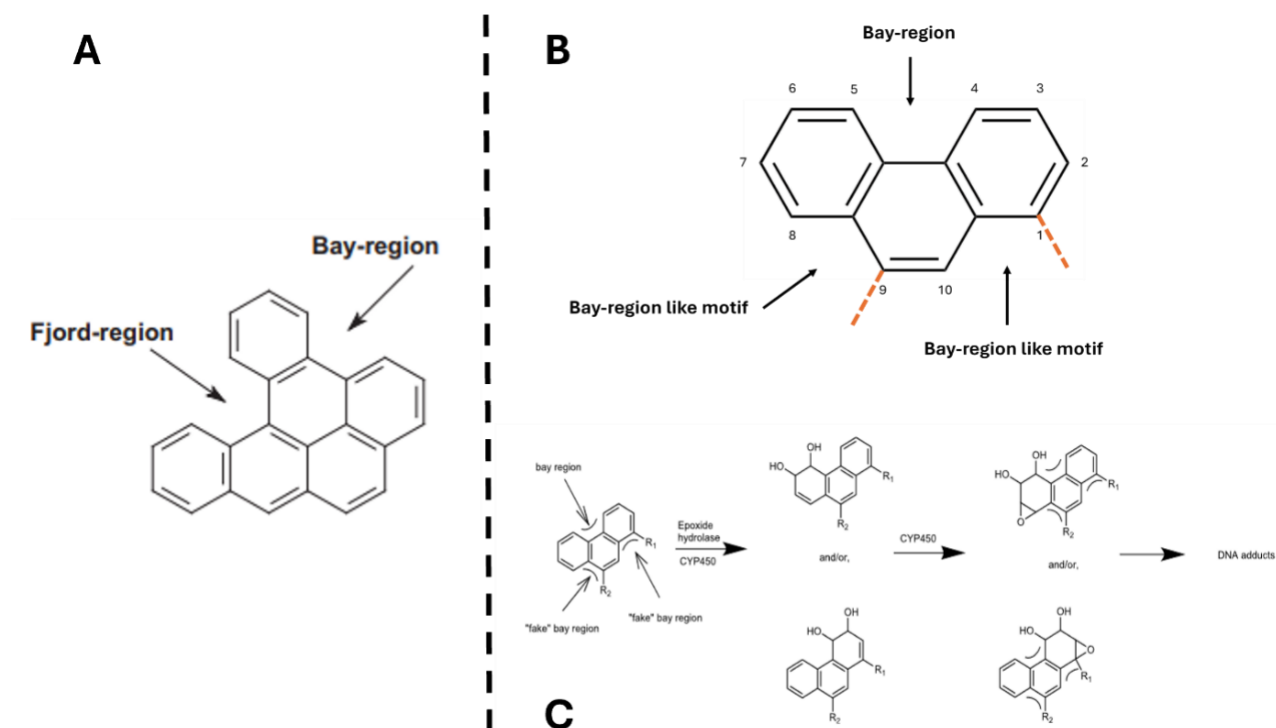 A
Bay-region
Fjord-region
B
Bay-region
6
5
4
3
7
2
8
1
9
10
Bay-region like motif
Bay-region like motif
bay region
R₁
R₂
"fake" bay region
"fake" bay region
Epoxide
hydrolase
CYP450
OH
HO
R₁
R₂
and/or,
OH
HO
R₁
R₂
CYP450
OH
HO
O
R₁
R₂
and/or,
OH
HO
O
R₁
R₂
DNA adducts
C